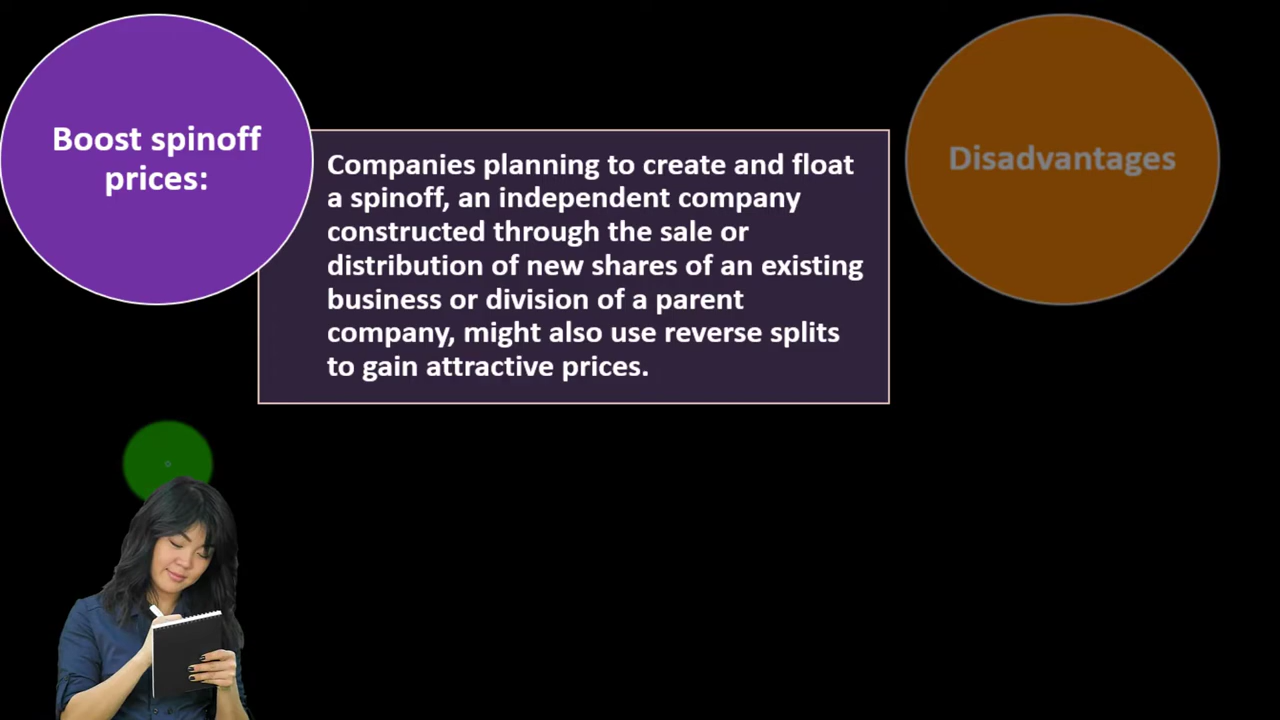 Boost spinoff
prices:
Companies planning to create and float
a spinoff, an independent company
constructed through the sale or
distribution of new shares of an existing
business or division of a parent
company, might also use reverse splits
to gain attractive prices.
Disadvantages